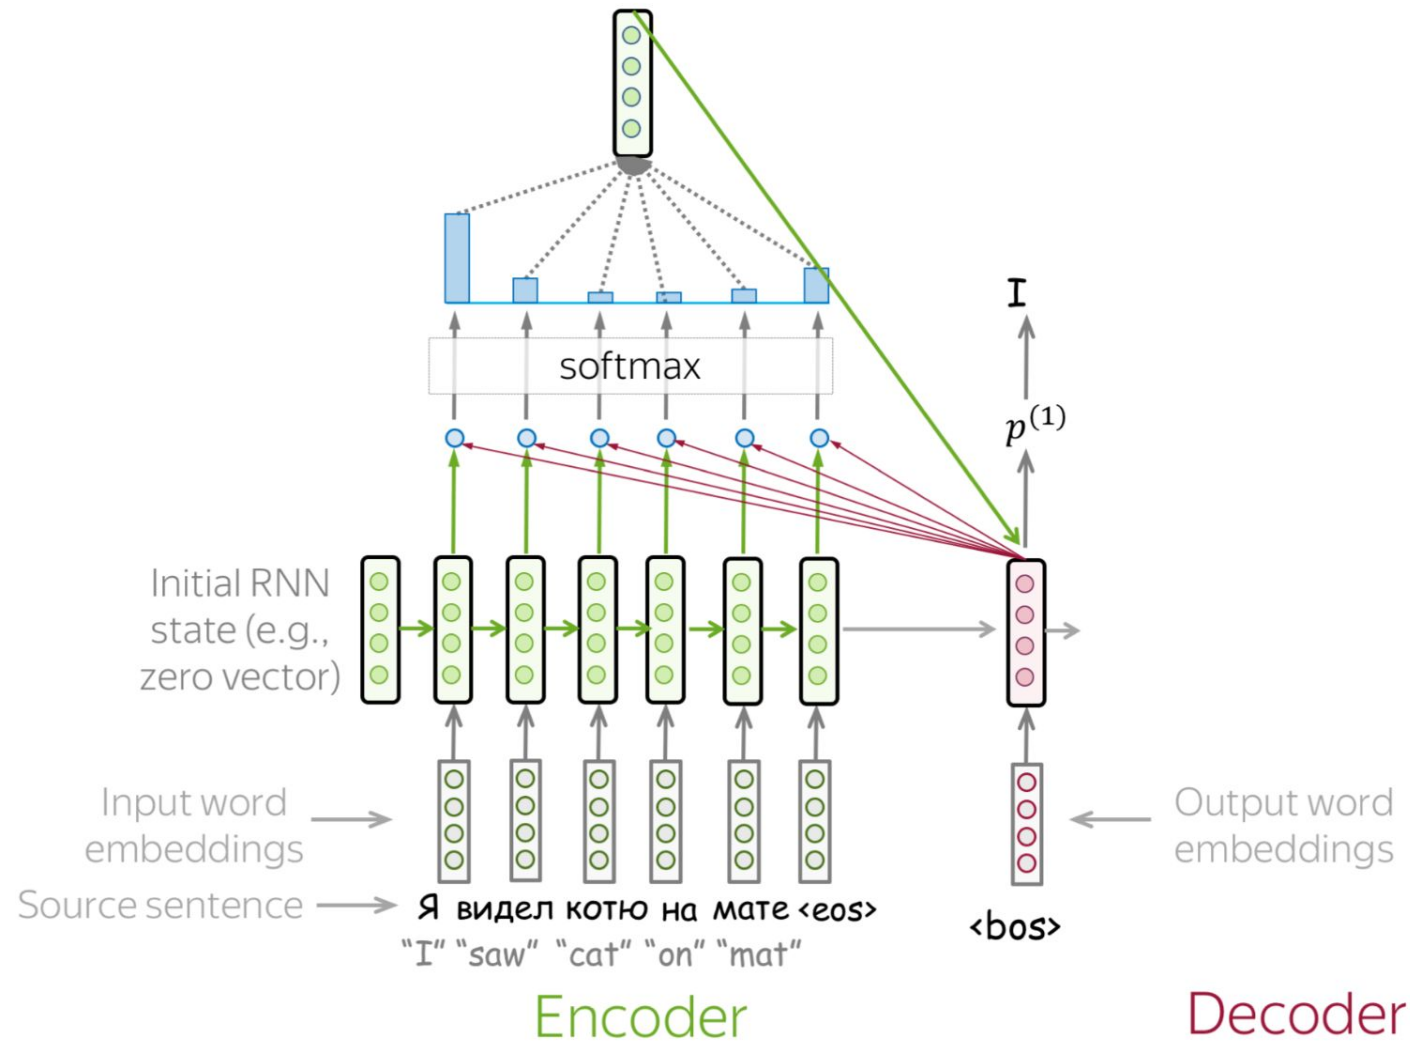 I
softmax
p(1)
Initial RNN
state (e.g.,
zero vector)
Input word
embeddings
Output word
embeddings
Source sentence
Я видел котю на мате <eos>
"I" "saw" "cat" "on" "mat"
<bos>
Encoder
Decoder